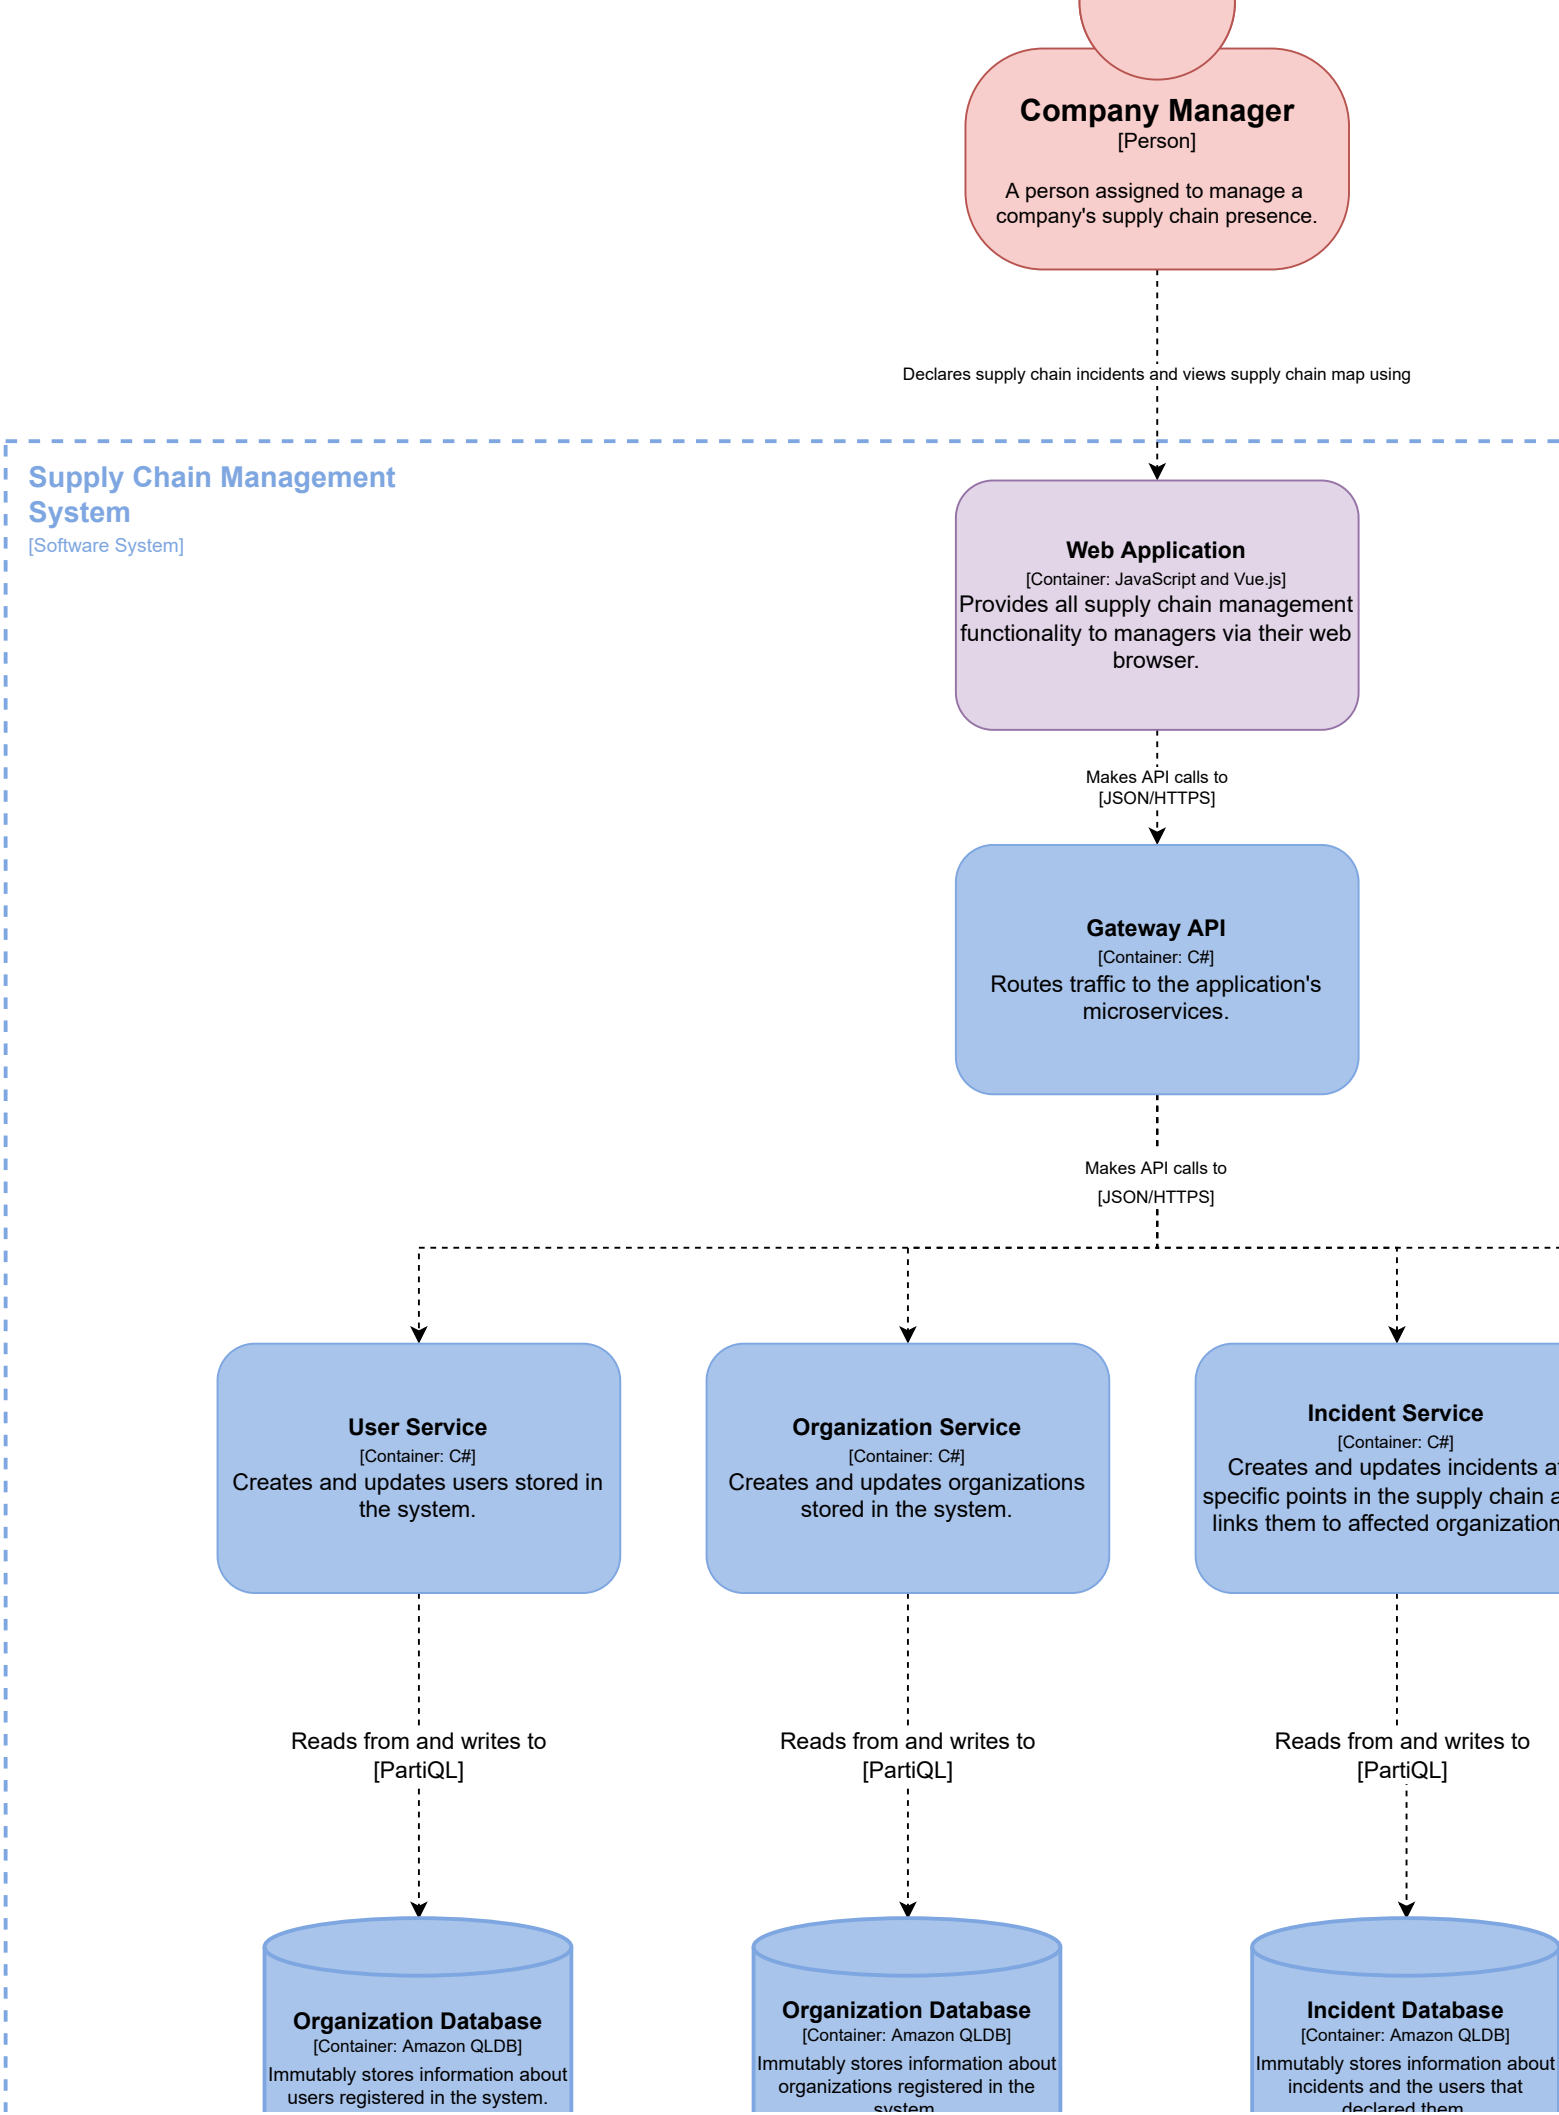 Company Manager
[Person]
A person assigned to manage a
company's supply chain presence.
Declares supply chain incidents and views supply chain map using
Supply Chain Management
System
[Software System]
Web Application
[Container: JavaScript and Vue.js]
Provides all supply chain management
functionality to managers via their web
browser.
Makes API calls to
[JSON/HTTPS]
Gateway API
[Container: C#]
Routes traffic to the application's
microservices.
Makes API calls to
[JSON/HTTPS]
User Service
[Container: C#]
Creates and updates users stored in
the system.
Organization Service
[Container: C#]
Creates and updates organizations
stored in the system.
Incident Service
[Container: C#]
Creates and updates incidents at
specific points in the supply chain
links them to affected organization
Reads from and writes to
[PartiQL]
Reads from and writes to
[PartiQL]
Reads from and writes to
[PartiQL]
Organization Database
[Container: Amazon QLDB]
Immutably stores information about
users registered in the system.
Organization Database
[Container: Amazon QLDB]
Immutably stores information about
organizations registered in the
system
Incident Database
[Container: Amazon QLDB]
Immutably stores information about
incidents and the users that
declared them